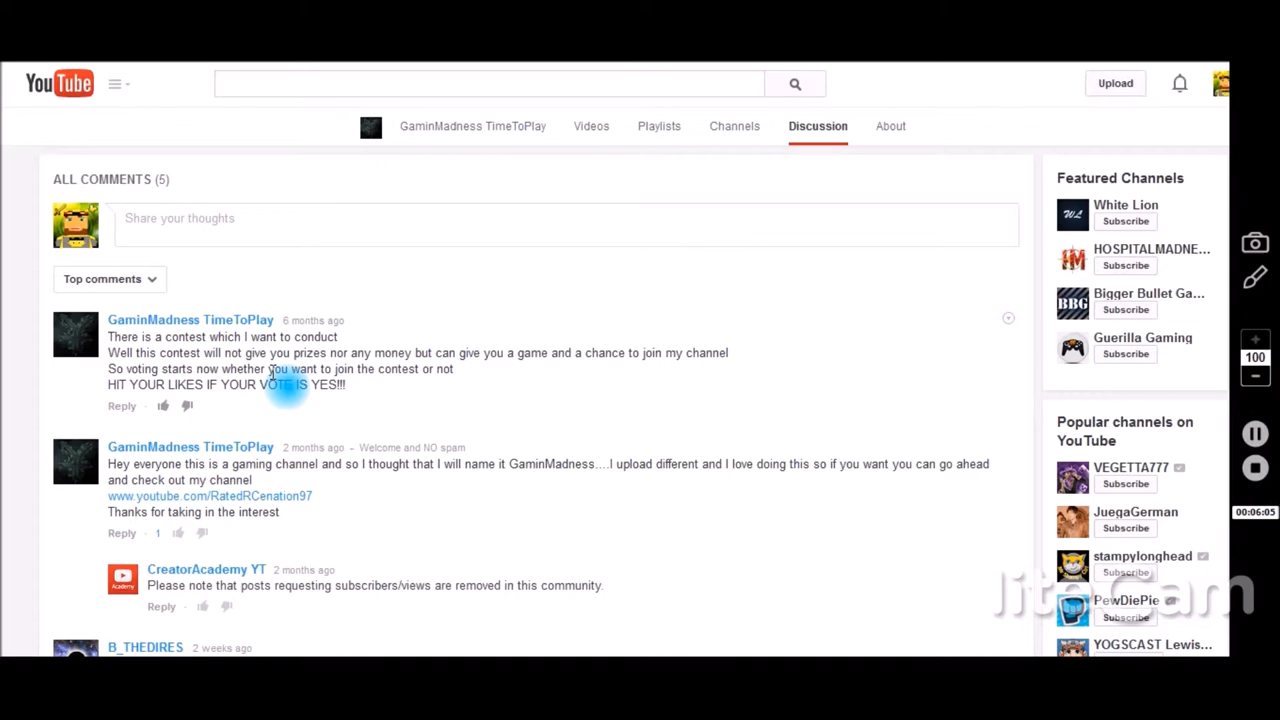 YouTube
Upload
GaminMadness TimeToPlay Videos Playlists Channels Discussion About
ALL COMMENTS (5)
Share your thoughts
Top comments
GaminMadness TimeToPlay 6 months ago
There is a contest which I want to conduct
Well this contest will not give you prizes nor any money but can give you a game and a chance to join my channel
So voting starts now whether you want to join the contest or not
HIT YOUR LIKES IF YOUR VOTE IS YES!!!
Reply
GaminMadness TimeToPlay 2 months ago - Welcome and NO spam
Hey everyone this is a gaming channel and so I thought that I will name it GaminMadness....I upload different and I love doing this so if you want you can go ahead
and check out my channel
www.youtube.com/RatedRCenation97
Thanks for taking in the interest
Reply 1
Academy
CreatorAcademy YT 2 months ago
Please note that posts requesting subscribers/views are removed in this community.
Reply
B_THEDIRES 2 weeks ago
Featured Channels
WL
White Lion
Subscribe
HM
HOSPITALMADNE...
Subscribe
BBG
Bigger Bullet Ga...
Subscribe
Guerilla Gaming
Subscribe
Popular channels on
YouTube
VEGETTA777
Subscribe
JuegaGerman
Subscribe
stampylonghead
Subscribe
PewDiePie
Subscribe
YOGSCAST Lewis...
100
00:06:05
lite Cam